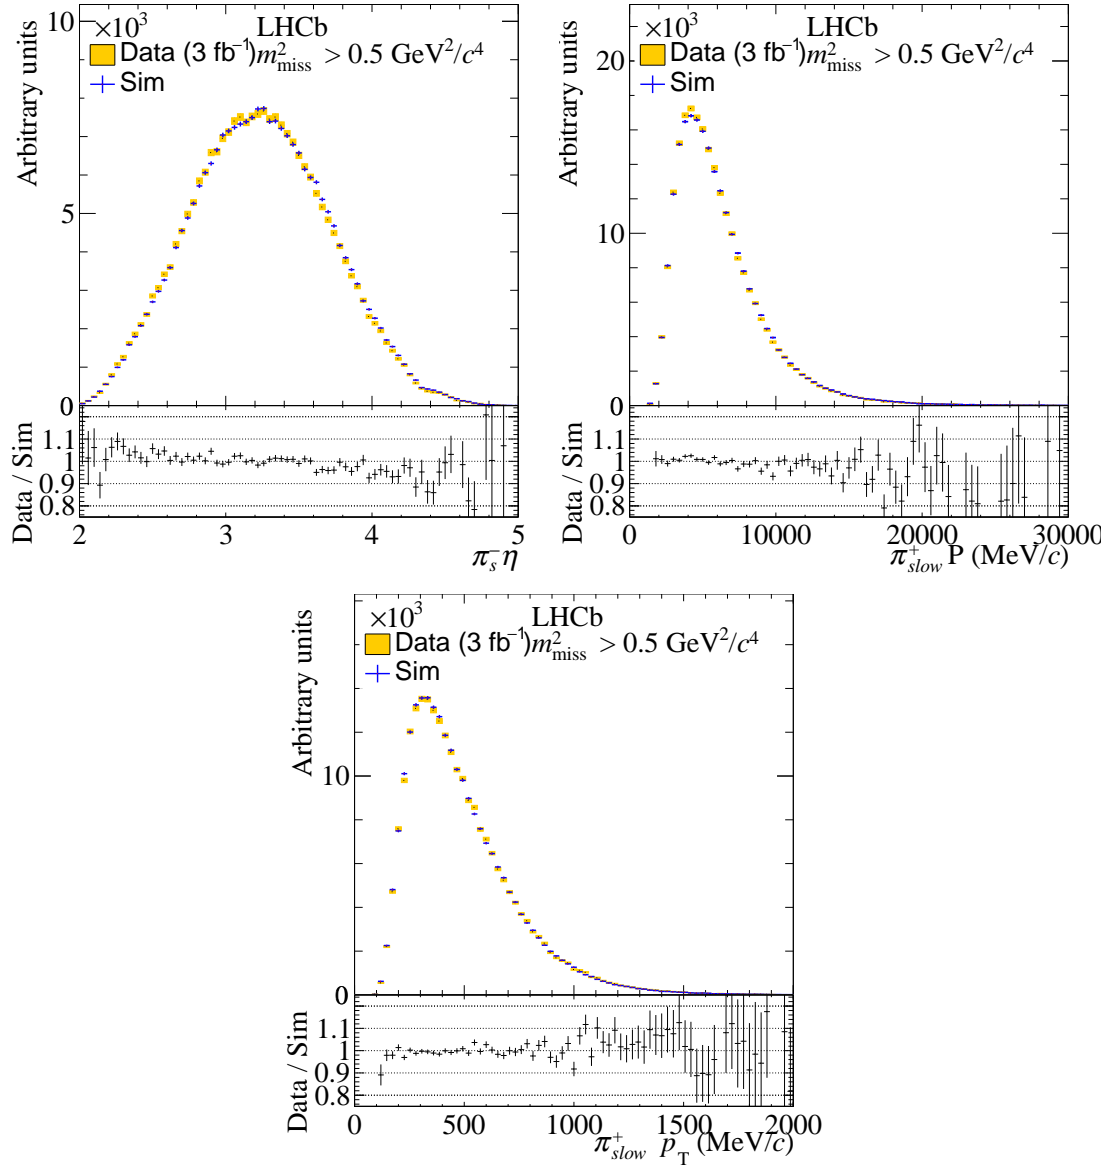 ×10³ LHCb
Data (3 fb⁻¹)m²miss > 0.5 GeV²/c⁴
Sim
Arbitrary units
10
5
0
Data / Sim
1.1
1
0.9
0.8
2 3 4 5
π⁻s η
×10³ LHCb
Data (3 fb⁻¹)m²miss > 0.5 GeV²/c⁴
Sim
Arbitrary units
20
10
0
Data / Sim
1.1
1
0.9
0.8
0 10000 20000 30000
π⁺slow P (MeV/c)
×10³ LHCb
Data (3 fb⁻¹)m²miss > 0.5 GeV²/c⁴
Sim
Arbitrary units
10
0
Data / Sim
1.1
1
0.9
0.8
0 500 1000 1500 2000
π⁺slow pT (MeV/c)